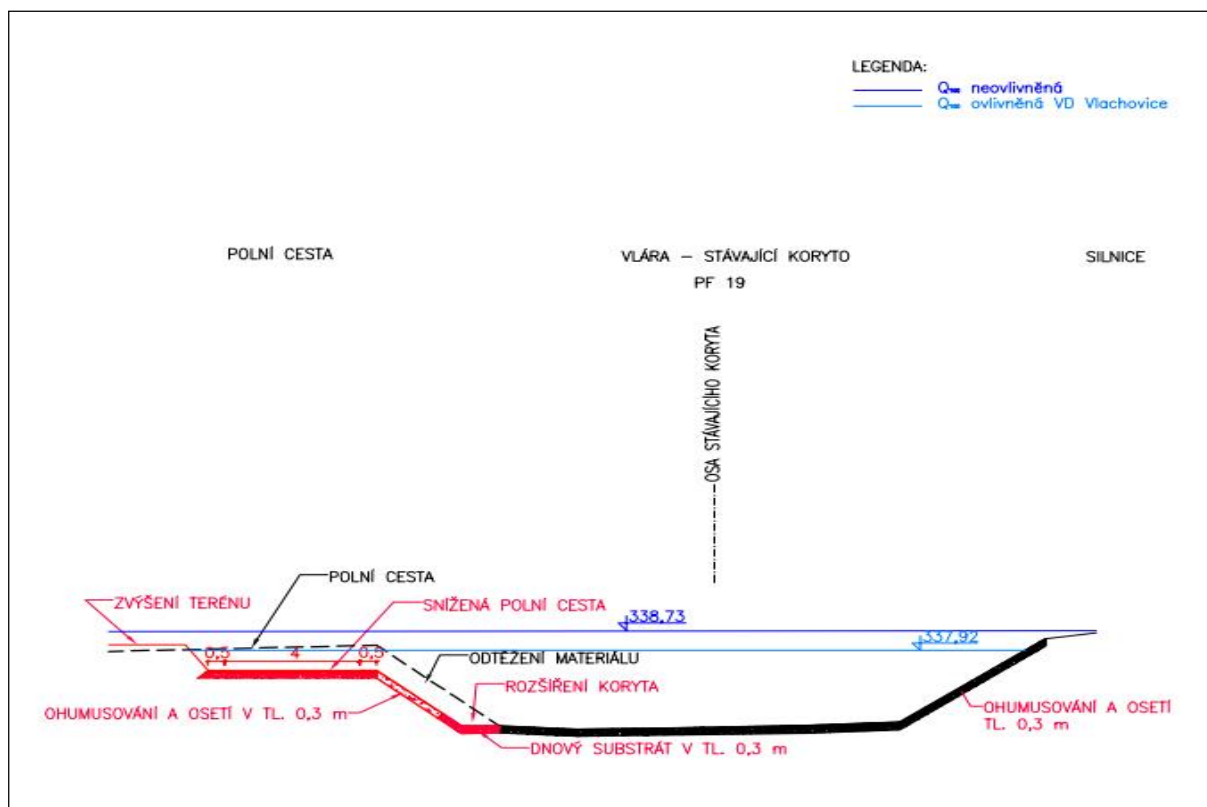 LEGENDA:
Q₁₀₀ neovlivněná
Q₁₀₀ ovlivněná VD Vlachovice
POLNÍ CESTA
VLÁRA – STÁVAJÍCÍ KORYTO
SILNICE
PF 19
OSA STÁVAJÍCÍHO KORYTA
POLNÍ CESTA
ZVÝŠENÍ TERÉNU
SNÍŽENÁ POLNÍ CESTA
338.73
337.92
0,5
4
0,5
ODTĚŽENÍ MATERIÁLU
ROZŠÍŘENÍ KORYTA
OHUMUSOVÁNÍ A OSETÍ V TL. 0,3 m
OHUMUSOVÁNÍ A OSETÍ
TL. 0,3 m
DNOVÝ SUBSTRÁT V TL. 0,3 m